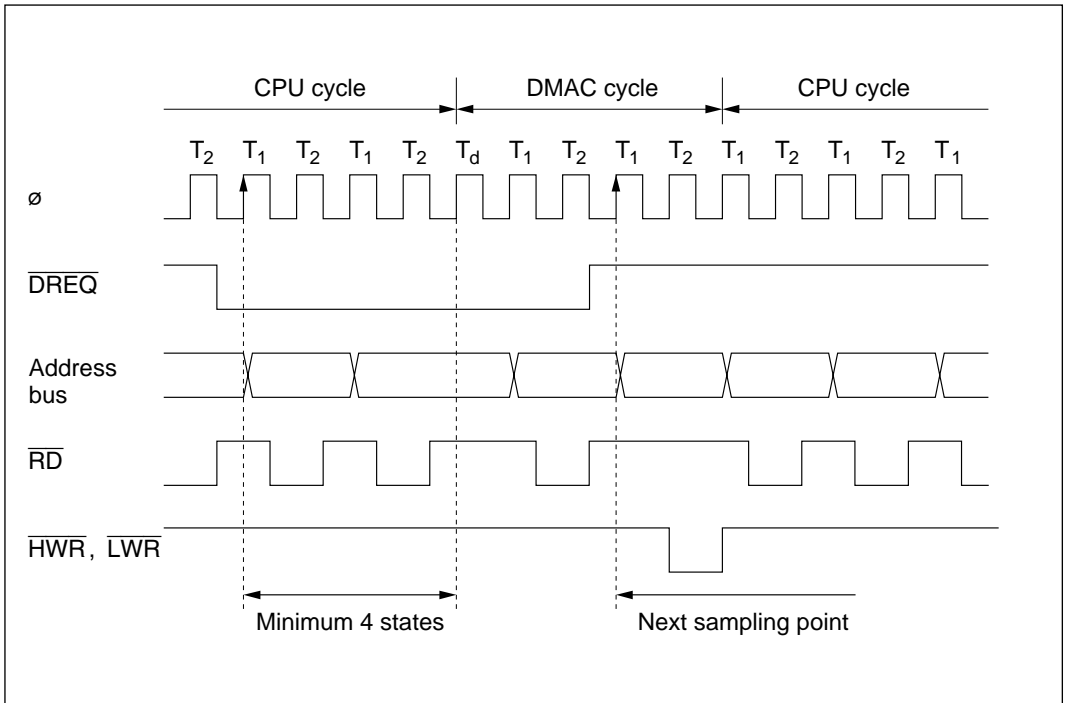 CPU cycle DMAC cycle CPU cycle
T2 T1 T2 T1 T2 Td T1 T2 T1 T2 T1 T2 T1 T2 T1
ø
DREQ
Address
bus
RD
HWR, LWR
Minimum 4 states Next sampling point